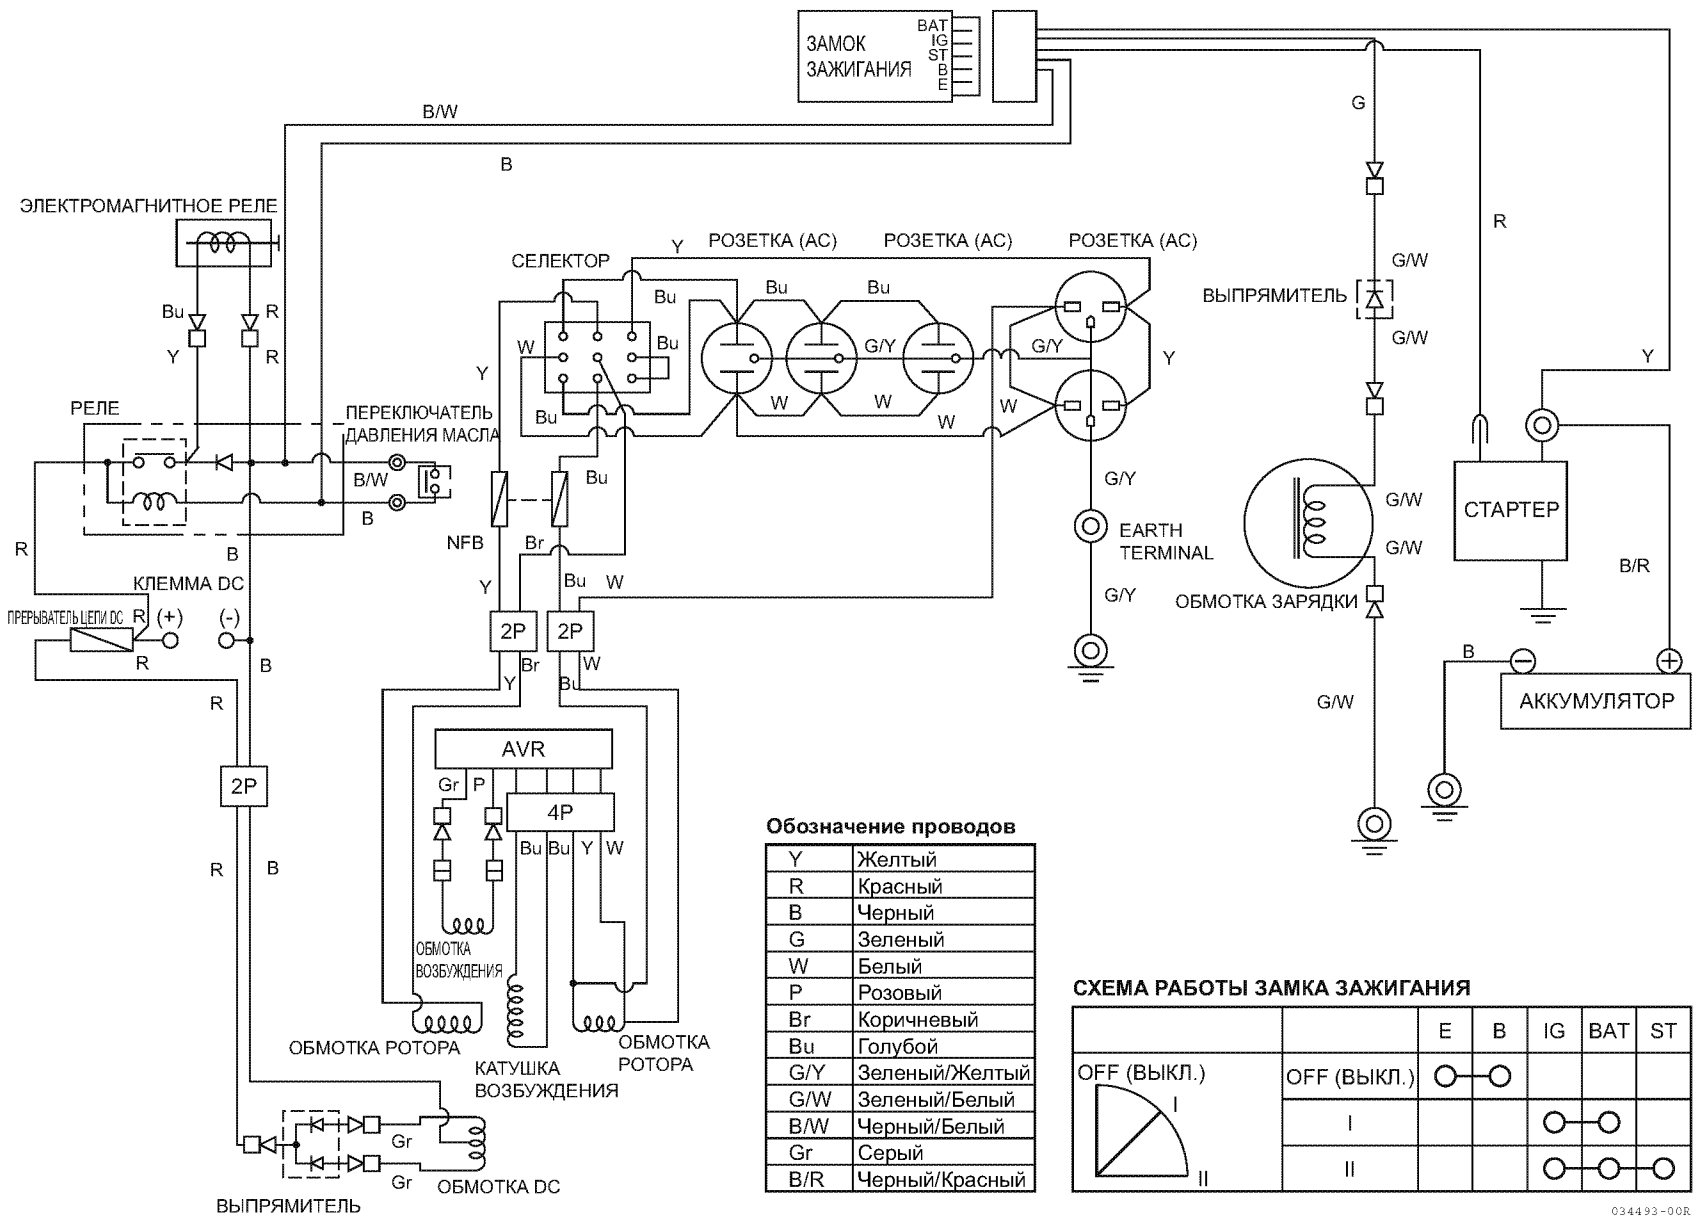 ЗАМОК
ЗАЖИГАНИЯ
BAT
IG
ST
B
E
B/W
B
G
R
ЭЛЕКТРОМАГНИТНОЕ РЕЛЕ
Bu
R
Y
R
СЕЛЕКТОР
Y
РОЗЕТКА (AC)
РОЗЕТКА (AC)
РОЗЕТКА (AC)
Bu
Bu
Bu
W
Bu
Y
Bu
G/Y
G/Y
Y
W
W
W
W
G/W
ВЫПРЯМИТЕЛЬ
G/W
Y
РЕЛЕ
ПЕРЕКЛЮЧАТЕЛЬ
ДАВЛЕНИЯ МАСЛА
B/W
B
R
B
Bu
NFB
Br
Y
Bu
W
G/Y
EARTH
TERMINAL
G/Y
G/W
G/W
ОБМОТКА ЗАРЯДКИ
СТАРТЕР
B/R
КЛЕММА DC
ПРЕРЫВАТЕЛЬ ЦЕПИ DC
R
(+)
(-)
R
B
R
2P
2P
Br
Y
W
Bu
G/W
B
АККУМУЛЯТОР
AVR
Gr
P
4P
Bu
Bu
Y
W
2P
R
B
ОБМОТКА
ВОЗБУЖДЕНИЯ
ОБМОТКА РОТОРА
КАТУШКА
ВОЗБУЖДЕНИЯ
ОБМОТКА
РОТОРА
Gr
Gr
ОБМОТКА DC
ВЫПРЯМИТЕЛЬ
Обозначение проводов
Y Желтый
R Красный
B Черный
G Зеленый
W Белый
P Розовый
Br Коричневый
Bu Голубой
G/Y Зеленый/Желтый
G/W Зеленый/Белый
B/W Черный/Белый
Gr Серый
B/R Черный/Красный
СХЕМА РАБОТЫ ЗАМКА ЗАЖИГАНИЯ
E B IG BAT ST
OFF (ВЫКЛ.)
I
II
OFF (ВЫКЛ.)
I
II
034493-00R